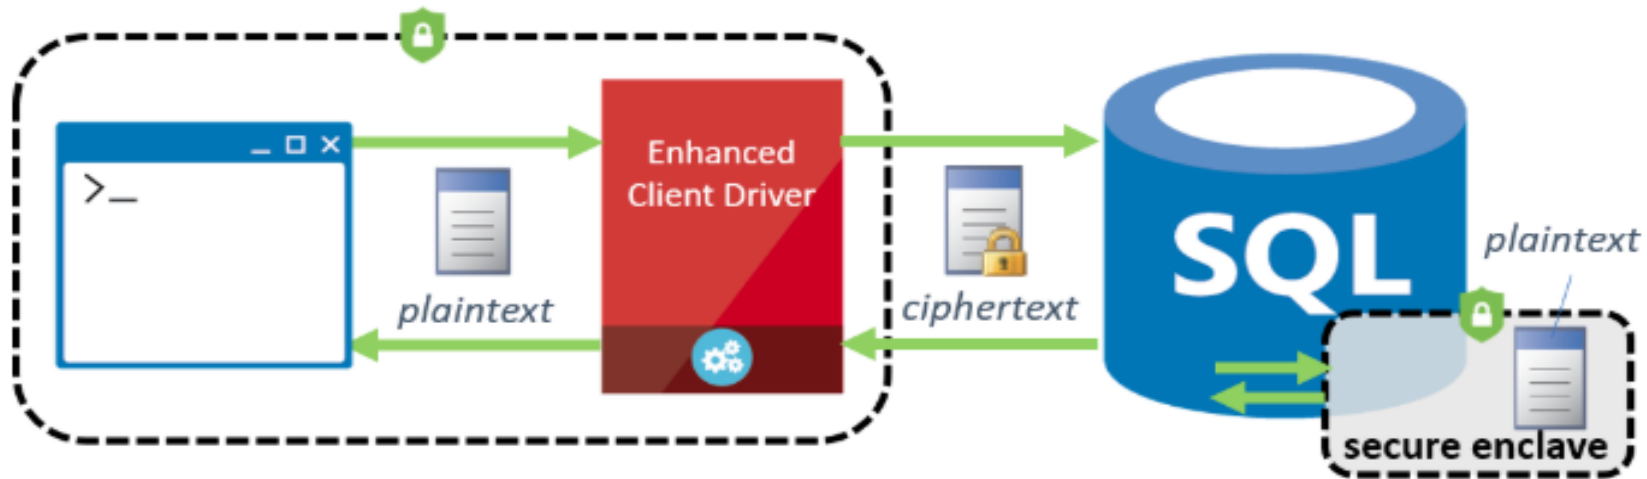 >_
Enhanced
Client Driver
plaintext
ciphertext
SQL
plaintext
secure enclave